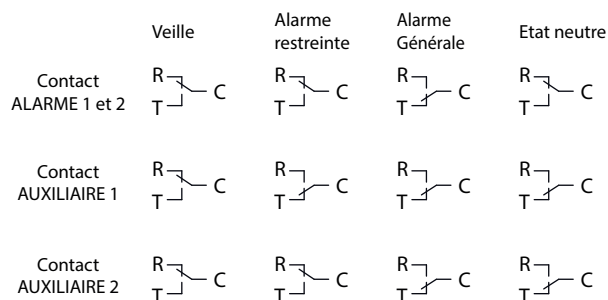 Veille
Alarme restreinte
Alarme Générale
Etat neutre
Contact ALARME 1 et 2
R T C
R T C
R T C
R T C
Contact AUXILIAIRE 1
R T C
R T C
R T C
R T C
Contact AUXILIAIRE 2
R T C
R T C
R T C
R T C